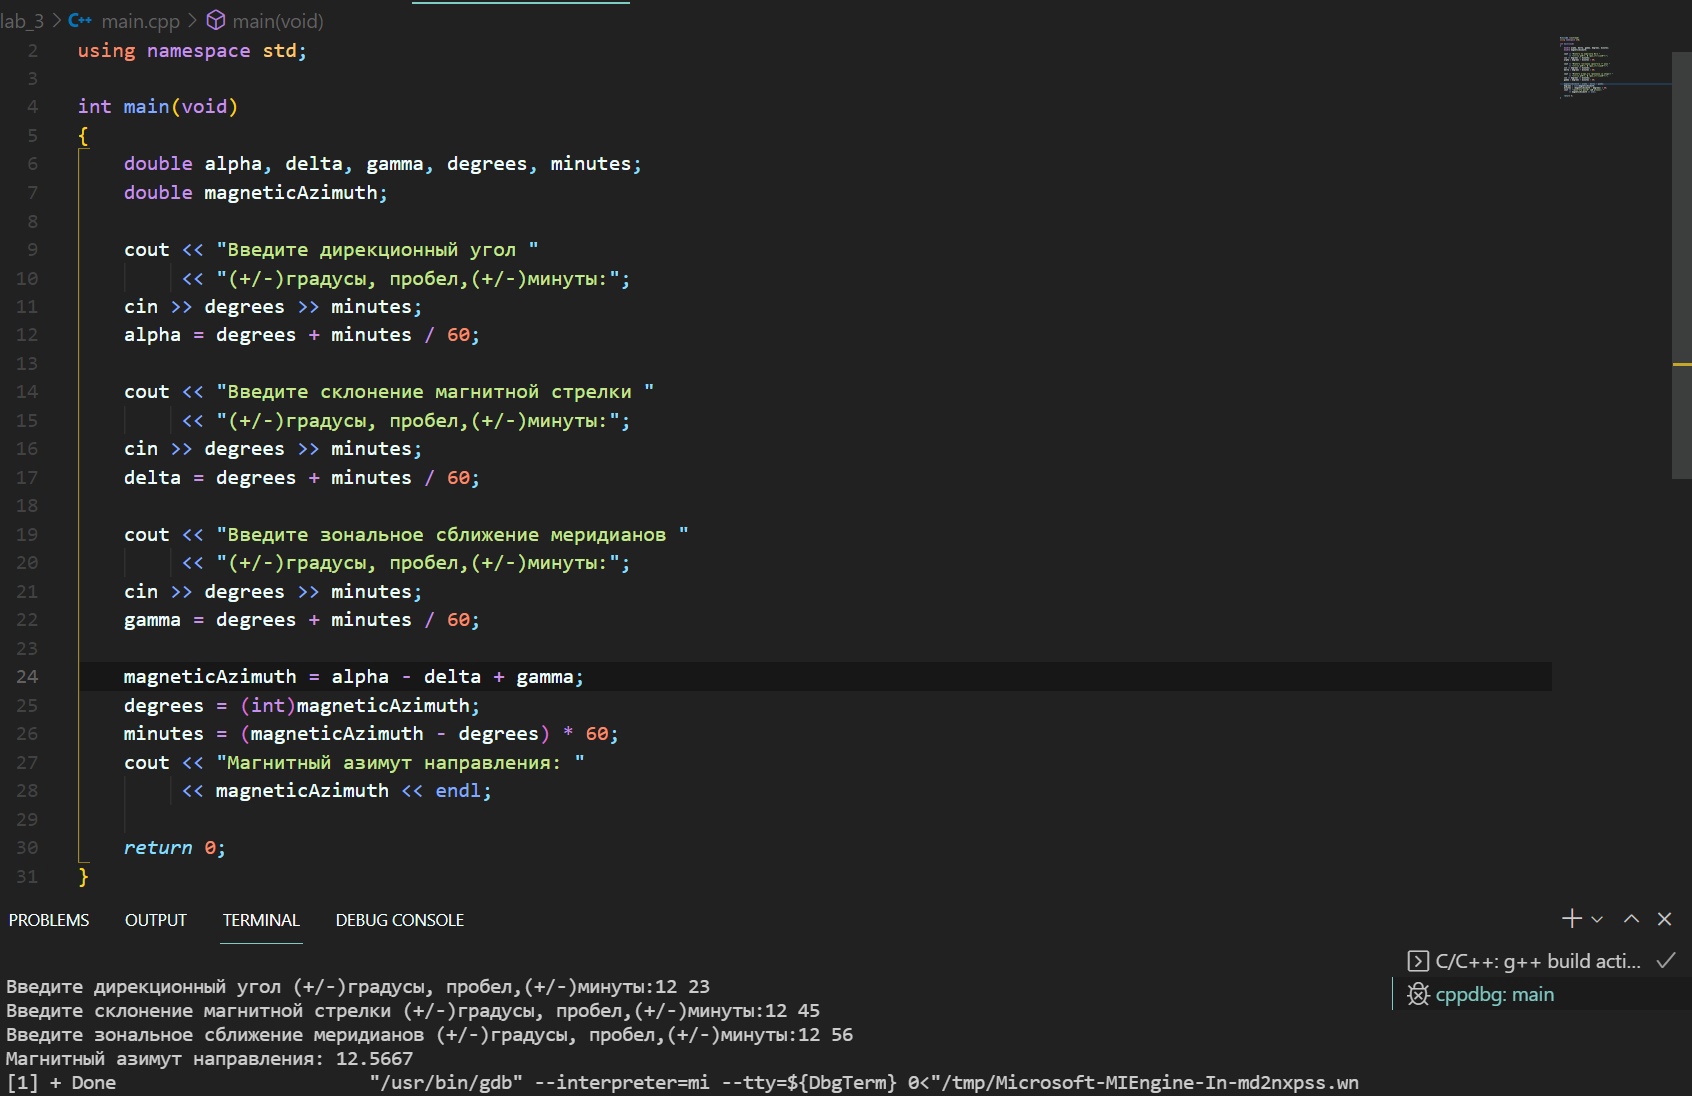 lab_3 > C++ main.cpp > main(void)
2 using namespace std;
3
4 int main(void)
5 {
6 double alpha, delta, gamma, degrees, minutes;
7 double magneticAzimuth;
8
9 cout << "Введите дирекционный угол "
10 << "(+/-)градусы, пробел,(+/-)минуты:";
11 cin >> degrees >> minutes;
12 alpha = degrees + minutes / 60;
13
14 cout << "Введите склонение магнитной стрелки "
15 << "(+/-)градусы, пробел,(+/-)минуты:";
16 cin >> degrees >> minutes;
17 delta = degrees + minutes / 60;
18
19 cout << "Введите зональное сближение меридианов "
20 << "(+/-)градусы, пробел,(+/-)минуты:";
21 cin >> degrees >> minutes;
22 gamma = degrees + minutes / 60;
23
24 magneticAzimuth = alpha - delta + gamma;
25 degrees = (int)magneticAzimuth;
26 minutes = (magneticAzimuth - degrees) * 60;
27 cout << "Магнитный азимут направления: "
28 << magneticAzimuth << endl;
29
30 return 0;
31 }
PROBLEMS OUTPUT TERMINAL DEBUG CONSOLE
C/C++: g++ build acti...
cppdbg: main
Введите дирекционный угол (+/-)градусы, пробел,(+/-)минуты:12 23
Введите склонение магнитной стрелки (+/-)градусы, пробел,(+/-)минуты:12 45
Введите зональное сближение меридианов (+/-)градусы, пробел,(+/-)минуты:12 56
Магнитный азимут направления: 12.5667
[1] + Done "/usr/bin/gdb" --interpreter=mi --tty=${DbgTerm} 0<"/tmp/Microsoft-MIEngine-In-md2nxpss.wn